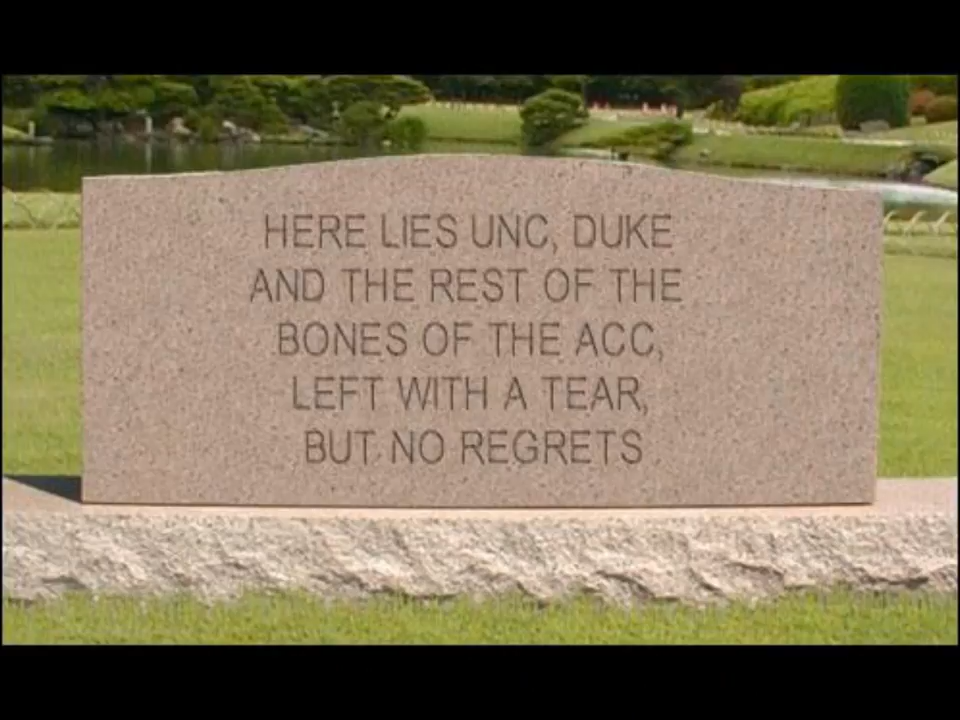 HERE LIES UNC, DUKE
AND THE REST OF THE
BONES OF THE ACC,
LEFT WITH A TEAR,
BUT NO REGRETS